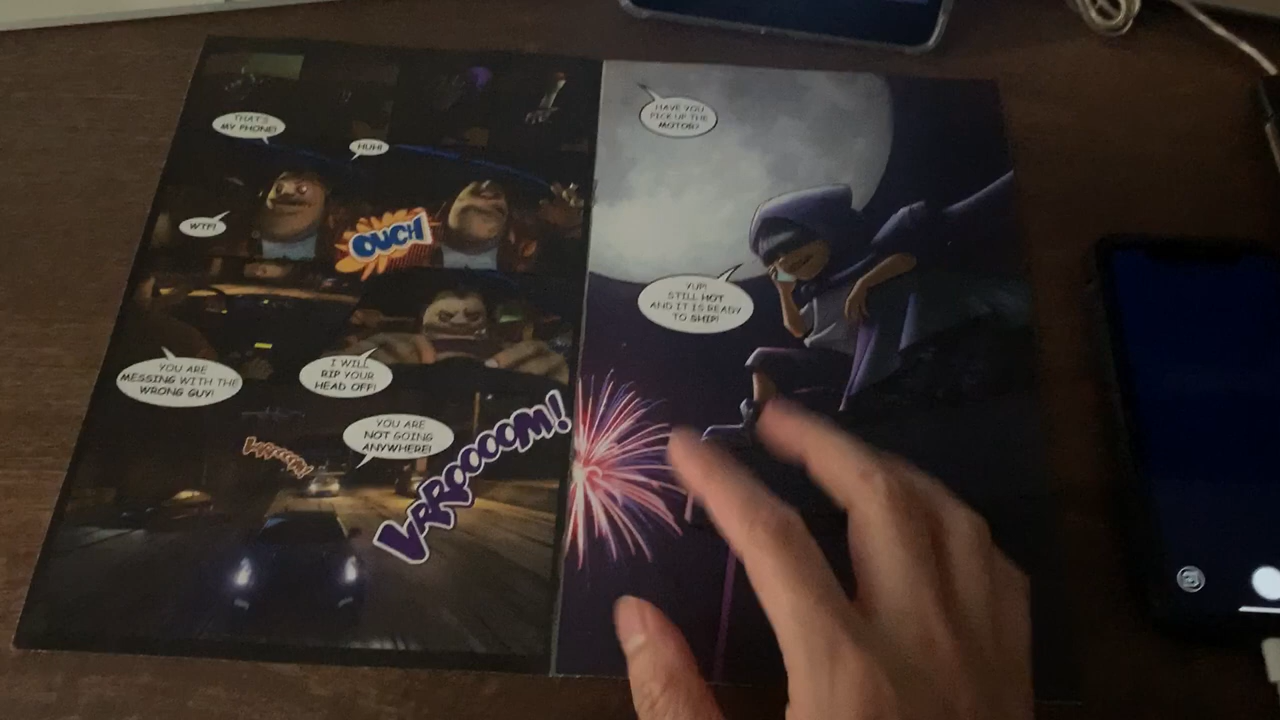 THAT'S
MY PHONE!
HUH!
WTF!
OUCH
YOU ARE
MESSING WITH THE
WRONG GUY!
I WILL
RIP YOUR
HEAD OFF!
YOU ARE
NOT GOING
ANYWHERE!
VRROOOOM!
HAVE YOU
PICK UP THE
MOTOR?
YUP!
STILL HOT
AND IT IS READY
TO SHIP!